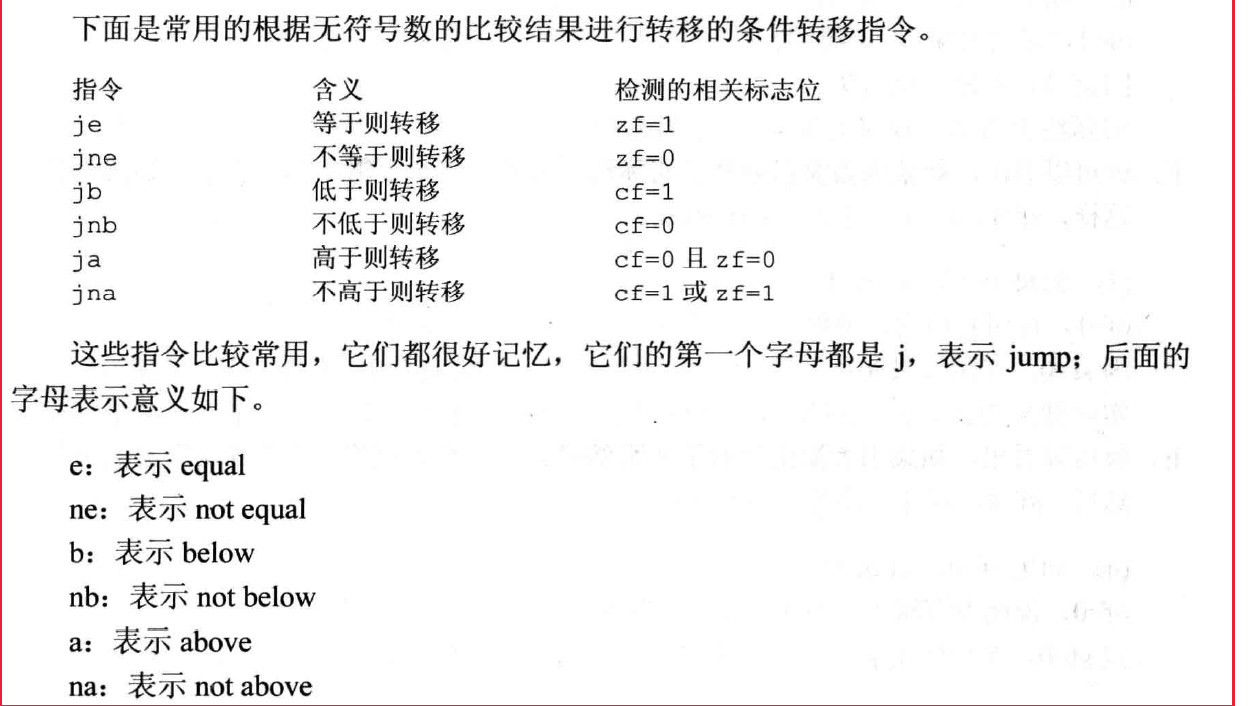 下面是常用的根据无符号数的比较结果进行转移的条件转移指令。
指令 含义 检测的相关标志位
je 等于则转移 zf=1
jne 不等于则转移 zf=0
jb 低于则转移 cf=1
jnb 不低于则转移 cf=0
ja 高于则转移 cf=0 且 zf=0
jna 不高于则转移 cf=1 或 zf=1
这些指令比较常用，它们都很好记忆，它们的第一个字母都是 j，表示 jump；后面的
字母表示意义如下。
e：表示 equal
ne：表示 not equal
b：表示 below
nb：表示 not below
a：表示 above
na：表示 not above